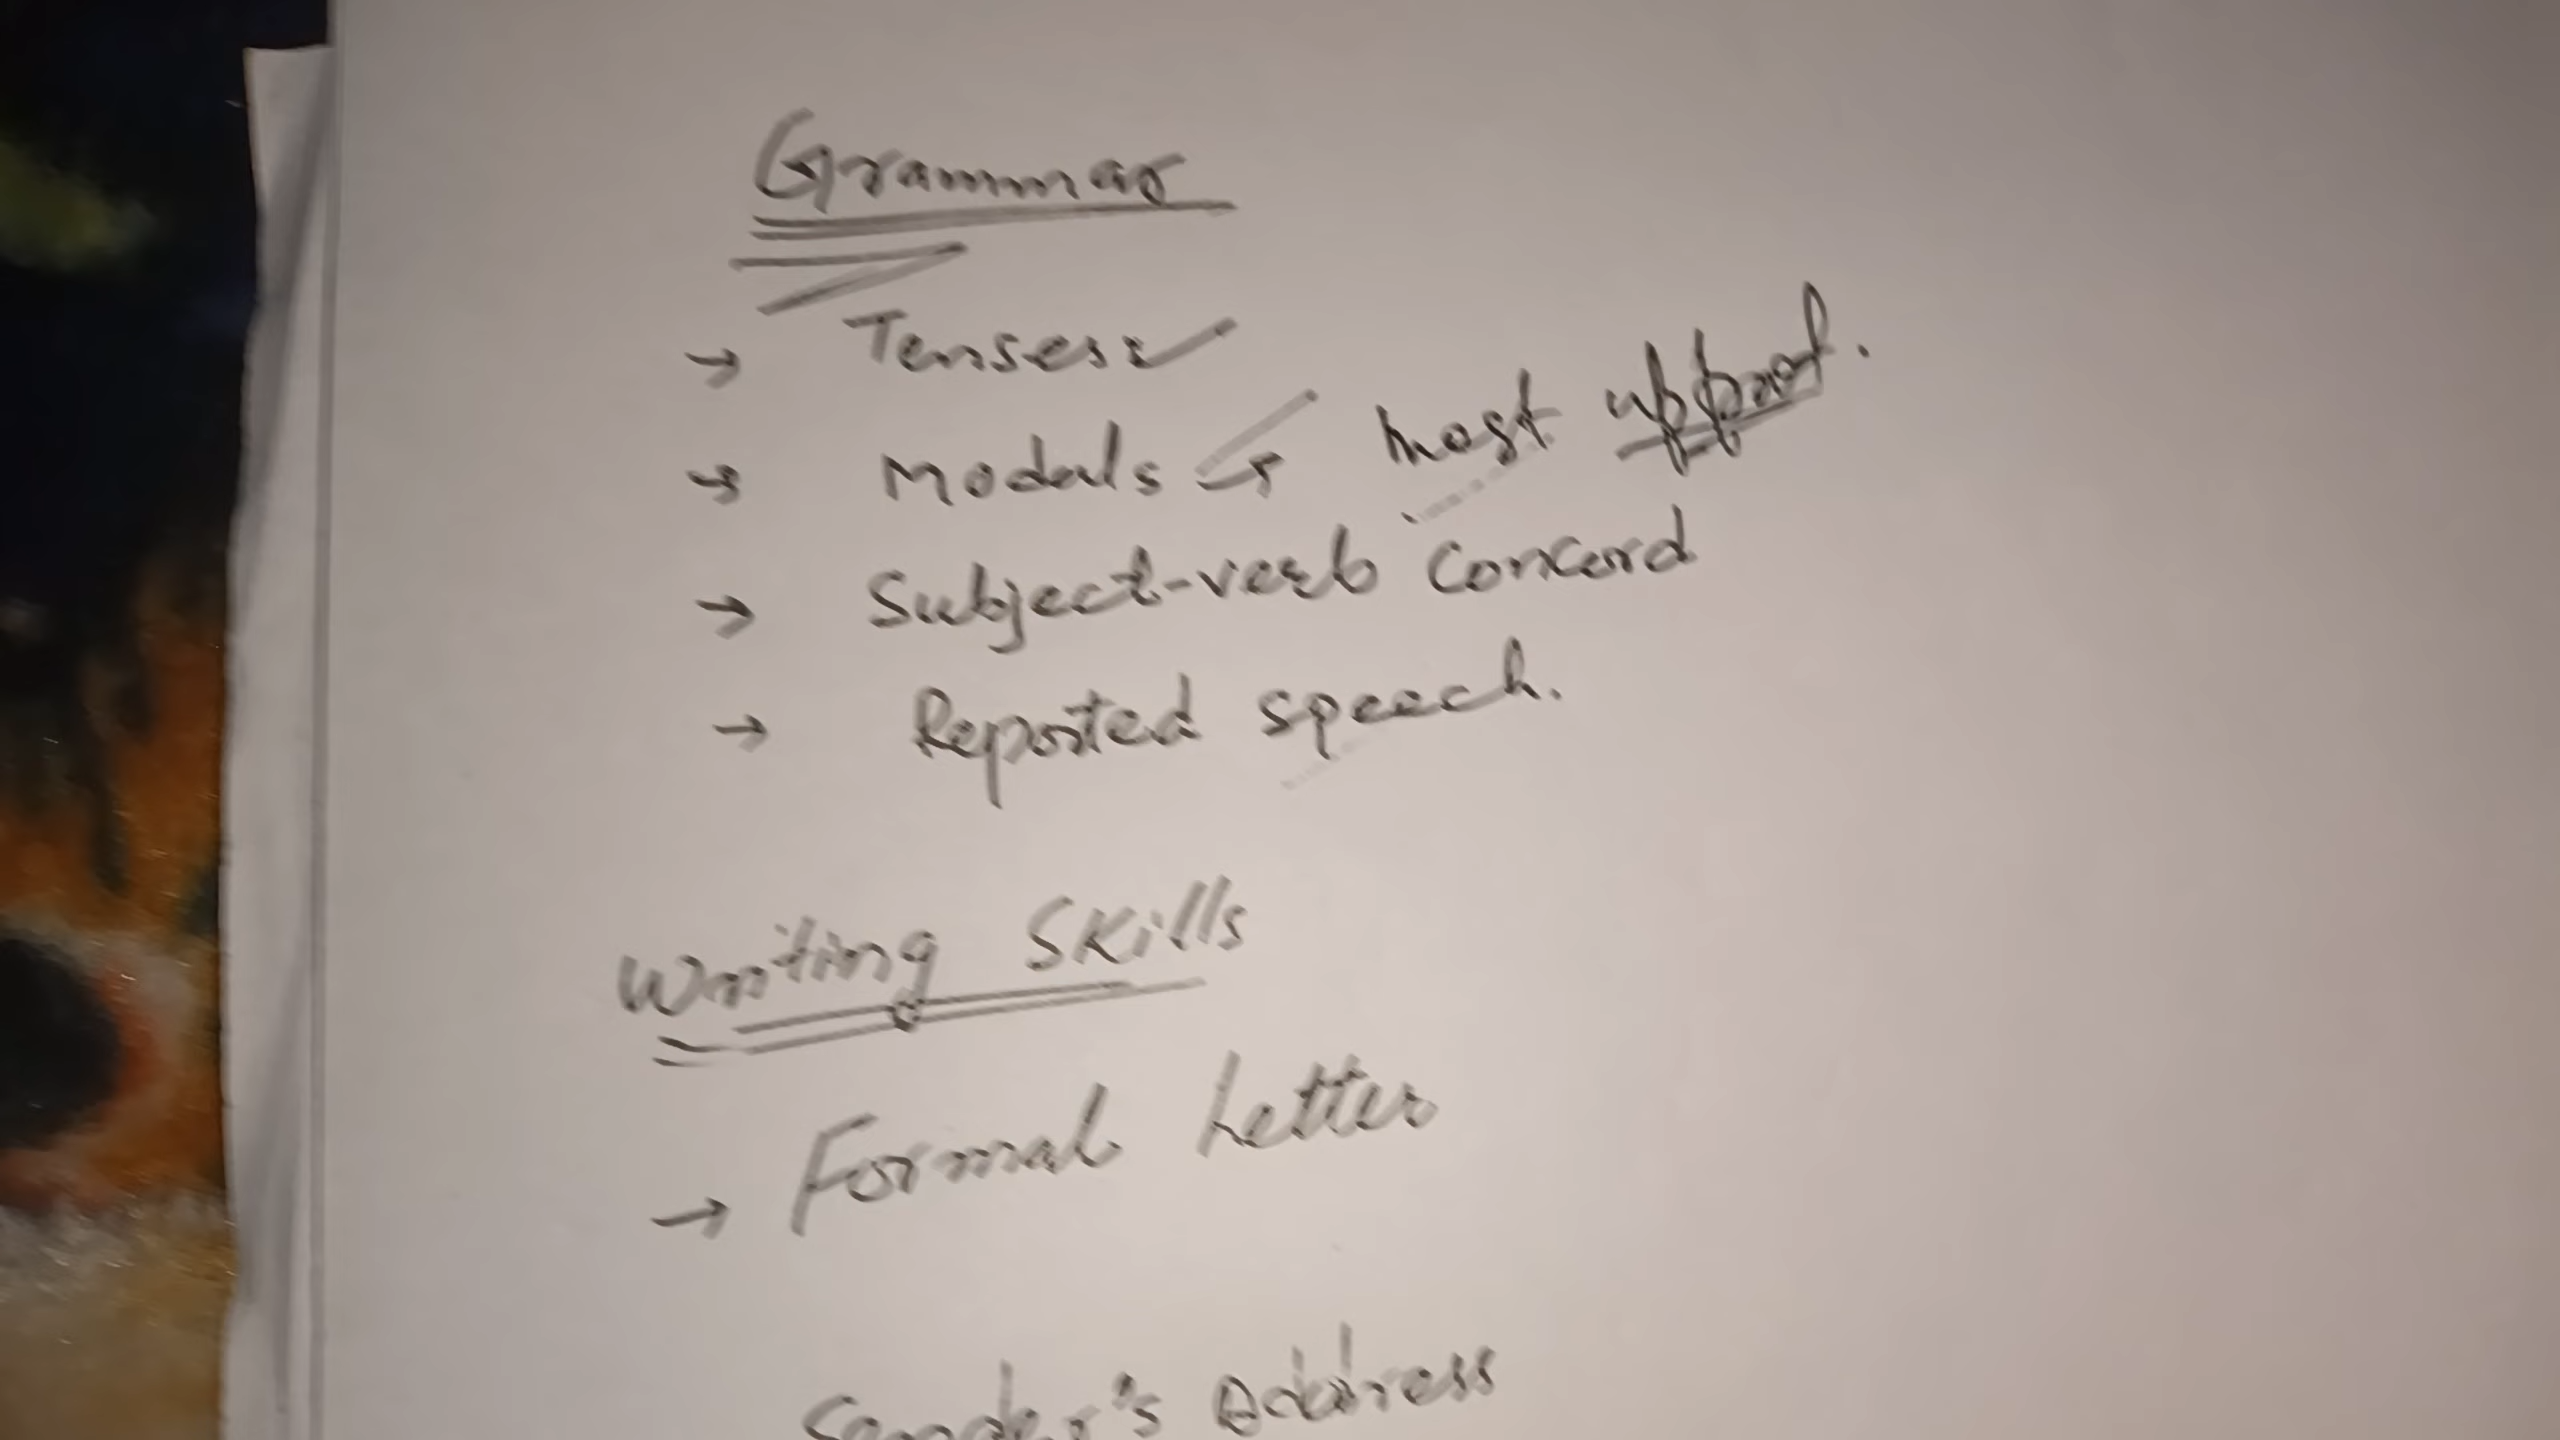 Grammar
→ Tenses
→ Modals → most
→ Subject-verb Concord
→ Reported speech.
Writing Skills
→ Formal Letter
Sender's Address